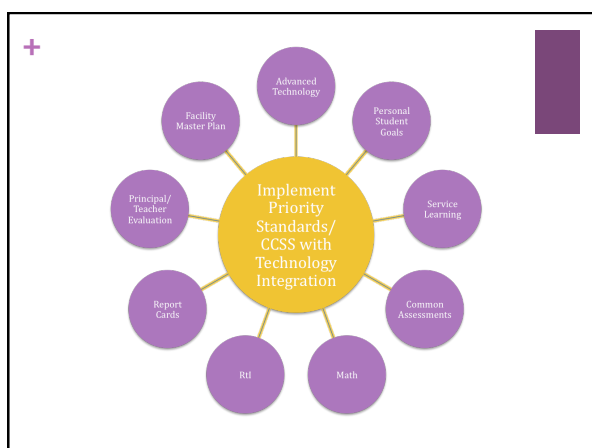 +
Advanced
Technology
Personal
Student
Goals
Service
Learning
Common
Assessments
Math
RtI
Report
Cards
Principal/
Teacher
Evaluation
Facility
Master Plan
Implement
Priority
Standards/
CCSS with
Technology
Integration